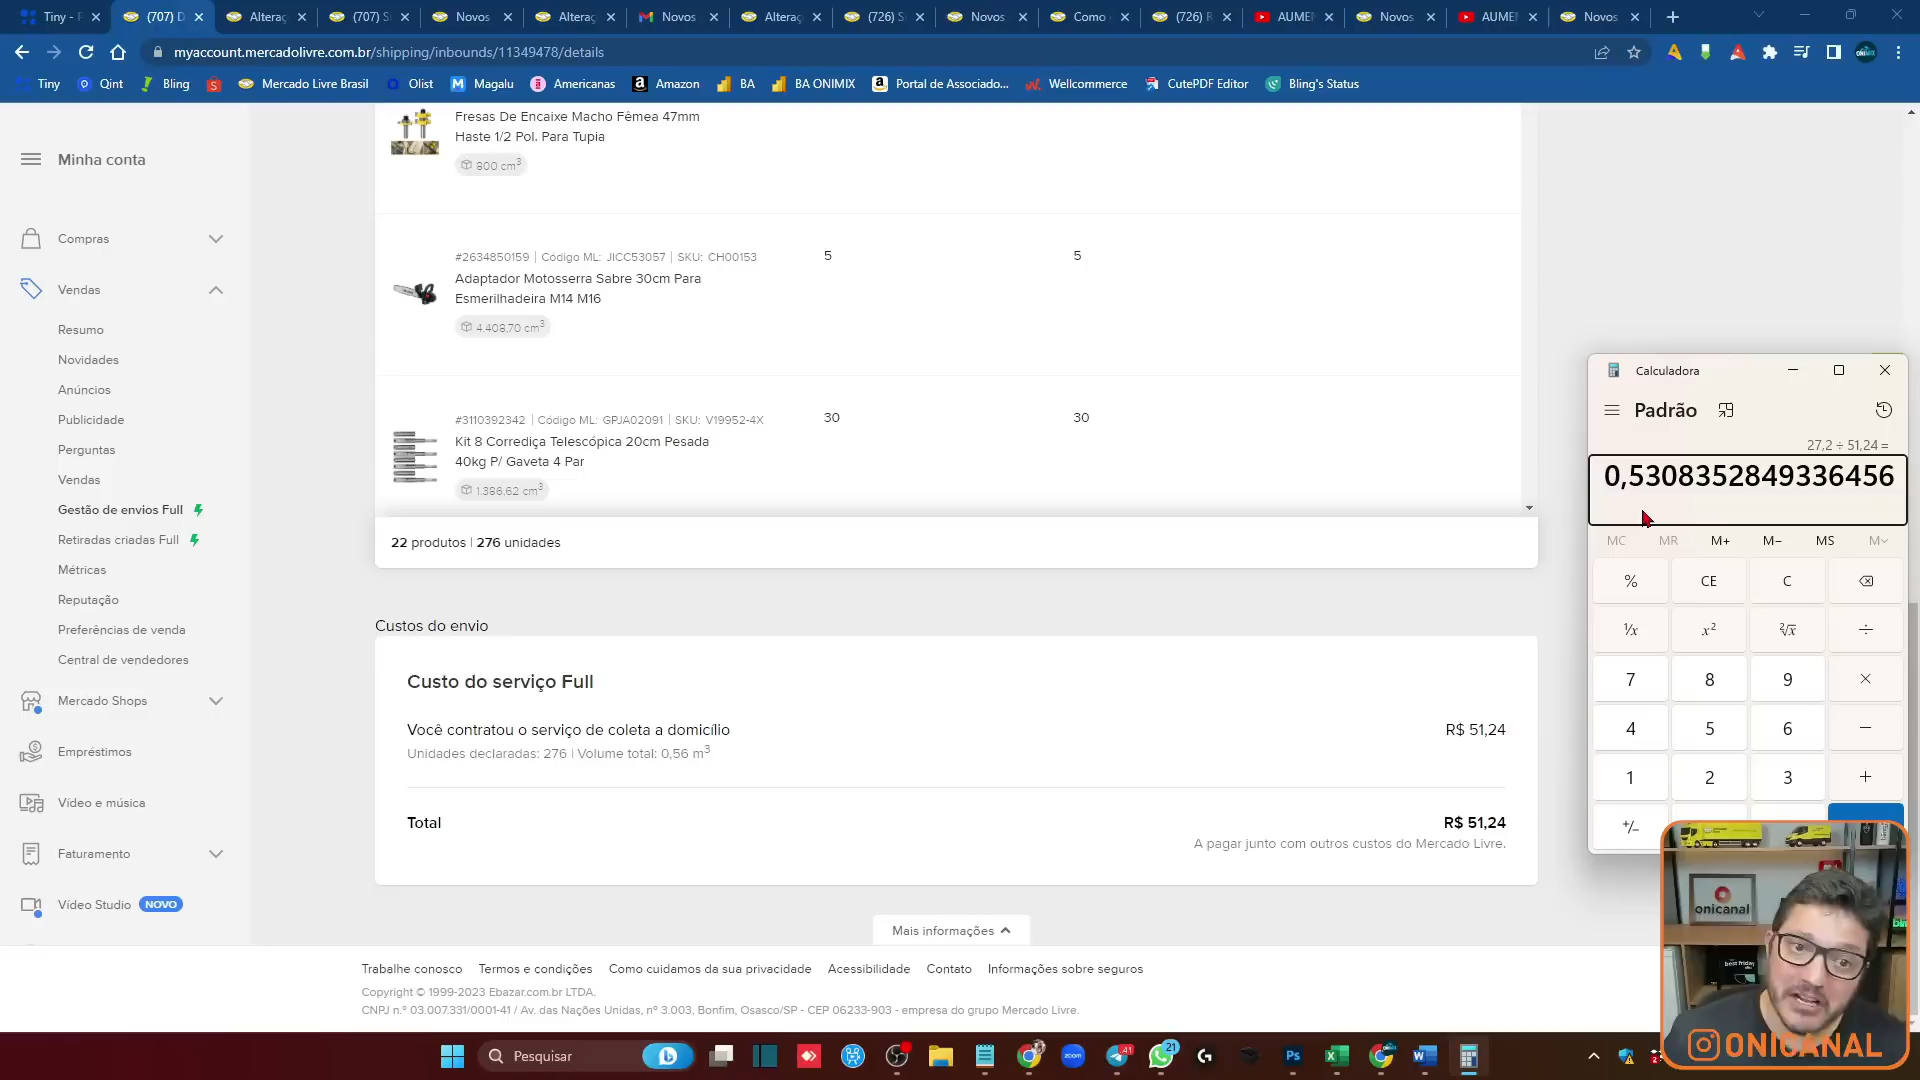 Tiny - P
(707) D
Alteraç
(707) S
Novos
Alteraç
Novos
Alteraç
(726) S
Novos
Como
(726) R
AUMEN
Novos
AUMEN
Novos
myaccount.mercadolivre.com.br/shipping/inbounds/11349478/details
Tiny Qint Bling Mercado Livre Brasil Olist Magalu Americanas Amazon BA BA ONIMIX Portal de Associado... Wellcommerce CutePDF Editor Bling's Status
Minha conta
Compras
Vendas
Resumo
Novidades
Anúncios
Publicidade
Perguntas
Vendas
Gestão de envios Full
Retiradas criadas Full
Métricas
Reputação
Preferências de venda
Central de vendedores
Mercado Shops
Empréstimos
Vídeo e música
Faturamento
Vídeo Studio NOVO
Fresas De Encaixe Macho Fêmea 47mm
Haste 1/2 Pol. Para Tupia
800 cm3
#2634850159 | Código ML: JICC53057 | SKU: CH00153
5
5
Adaptador Motosserra Sabre 30cm Para
Esmerilhadeira M14 M16
4.408,70 cm3
#3110392342 | Código ML: GPJA02091 | SKU: V19952-4X
30
30
Kit 8 Corrediça Telescópica 20cm Pesada
40kg P/ Gaveta 4 Par
1.386,62 cm3
22 produtos | 276 unidades
Custos do envio
Custo do serviço Full
Você contratou o serviço de coleta a domicílio
R$ 51,24
Unidades declaradas: 276 | Volume total: 0,56 m3
Total
R$ 51,24
A pagar junto com outros custos do Mercado Livre.
Mais informações
Trabalhe conosco Termos e condições Como cuidamos da sua privacidade Acessibilidade Contato Informações sobre seguros
Copyright © 1999-2023 Ebazar.com.br LTDA.
CNPJ n.º 03.007.331/0001-41 / Av. das Nações Unidas, nº 3.003, Bonfim, Osasco/SP - CEP 06233-903 - empresa do grupo Mercado Livre.
Calculadora
Padrão
27,2 ÷ 51,24 =
0,5308352849336456
MC MR M+ M− MS M
% CE C
1/x x2 2√x ÷
7 8 9 ×
4 5 6 −
1 2 3 +
+/−
onicanal
best friday
ONICANAL
Pesquisar
zoom
41
21
Ps